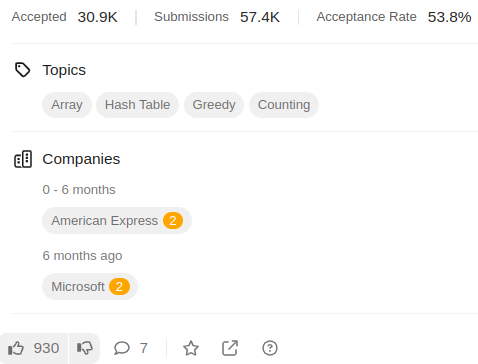 Accepted 30.9K Submissions 57.4K Acceptance Rate 53.8%
Topics
Array Hash Table Greedy Counting
Companies
0 - 6 months
American Express 2
6 months ago
Microsoft 2
930 7